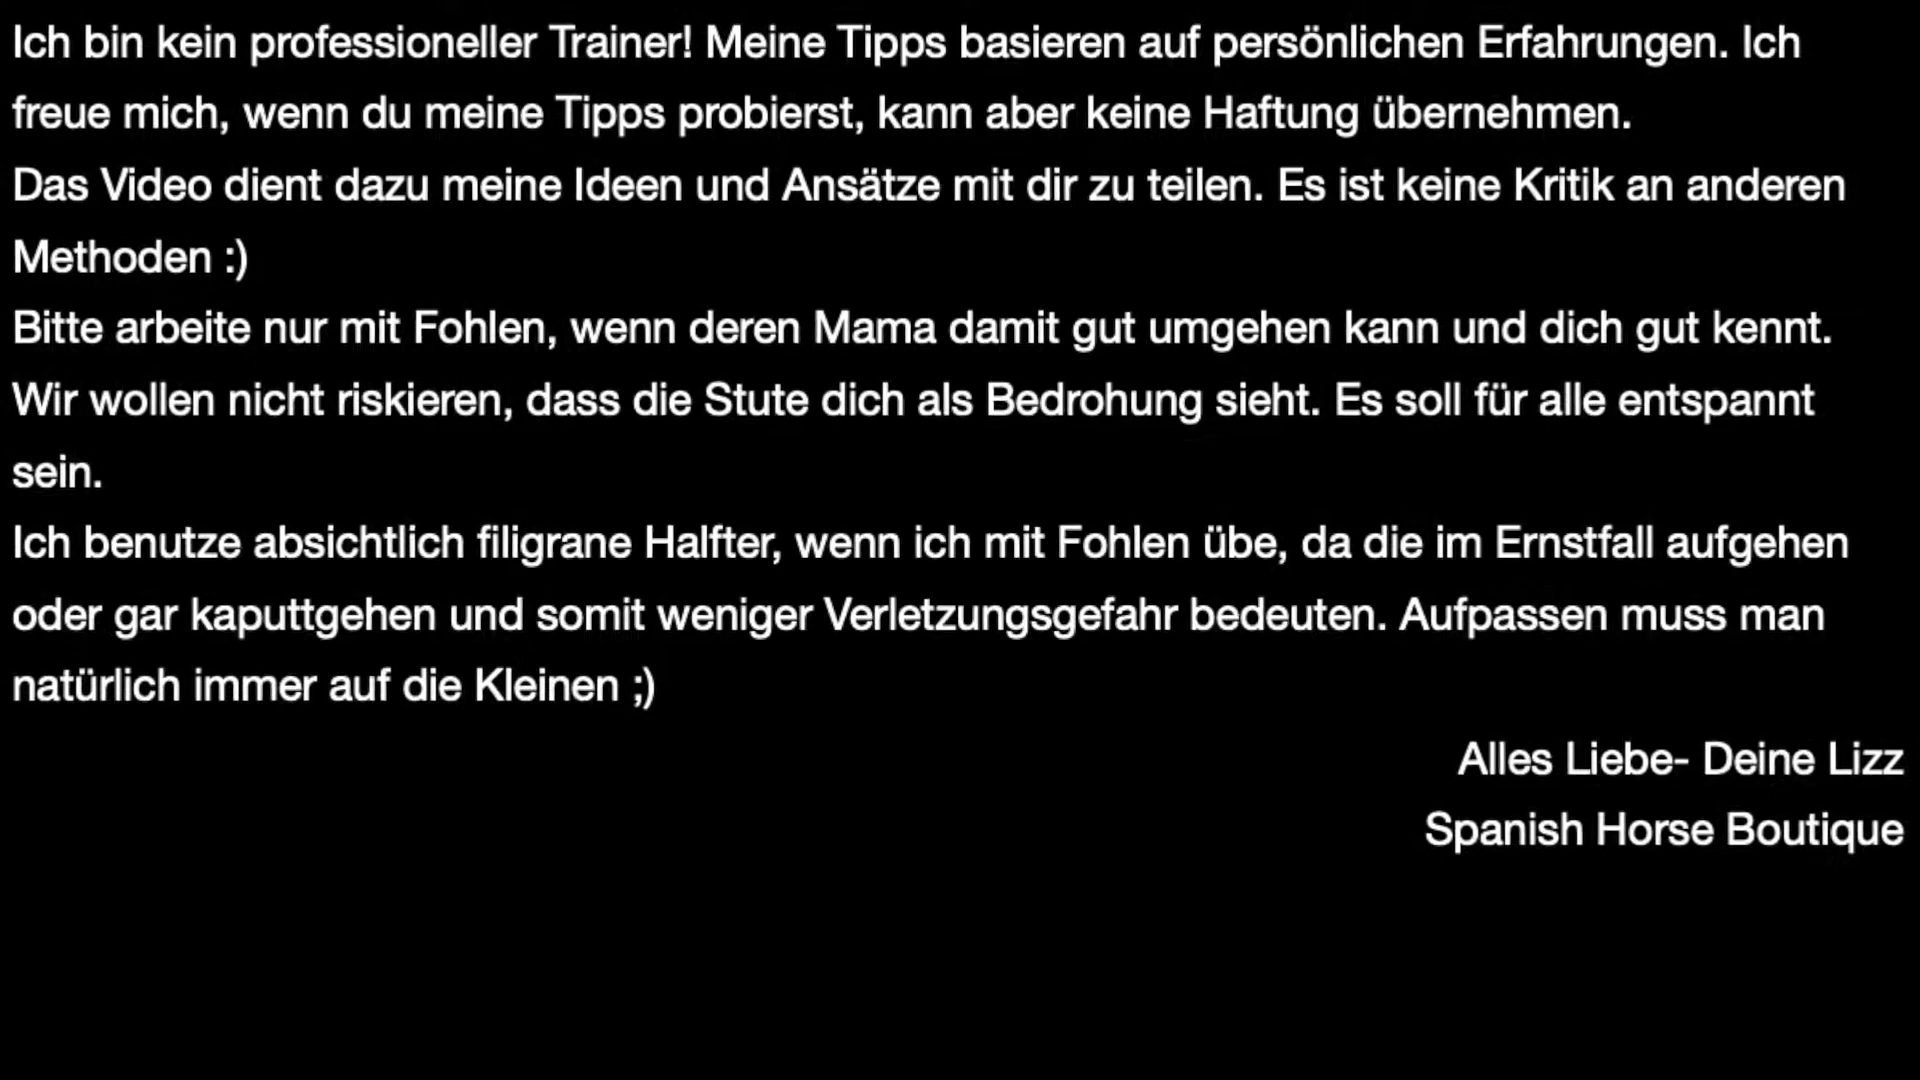 Ich bin kein professioneller Trainer! Meine Tipps basieren auf persönlichen Erfahrungen. Ich
freue mich, wenn du meine Tipps probierst, kann aber keine Haftung übernehmen.
Das Video dient dazu meine Ideen und Ansätze mit dir zu teilen. Es ist keine Kritik an anderen
Methoden :)
Bitte arbeite nur mit Fohlen, wenn deren Mama damit gut umgehen kann und dich gut kennt.
Wir wollen nicht riskieren, dass die Stute dich als Bedrohung sieht. Es soll für alle entspannt
sein.
Ich benutze absichtlich filigrane Halfter, wenn ich mit Fohlen übe, da die im Ernstfall aufgehen
oder gar kaputtgehen und somit weniger Verletzungsgefahr bedeuten. Aufpassen muss man
natürlich immer auf die Kleinen ;)
Alles Liebe- Deine Lizz
Spanish Horse Boutique